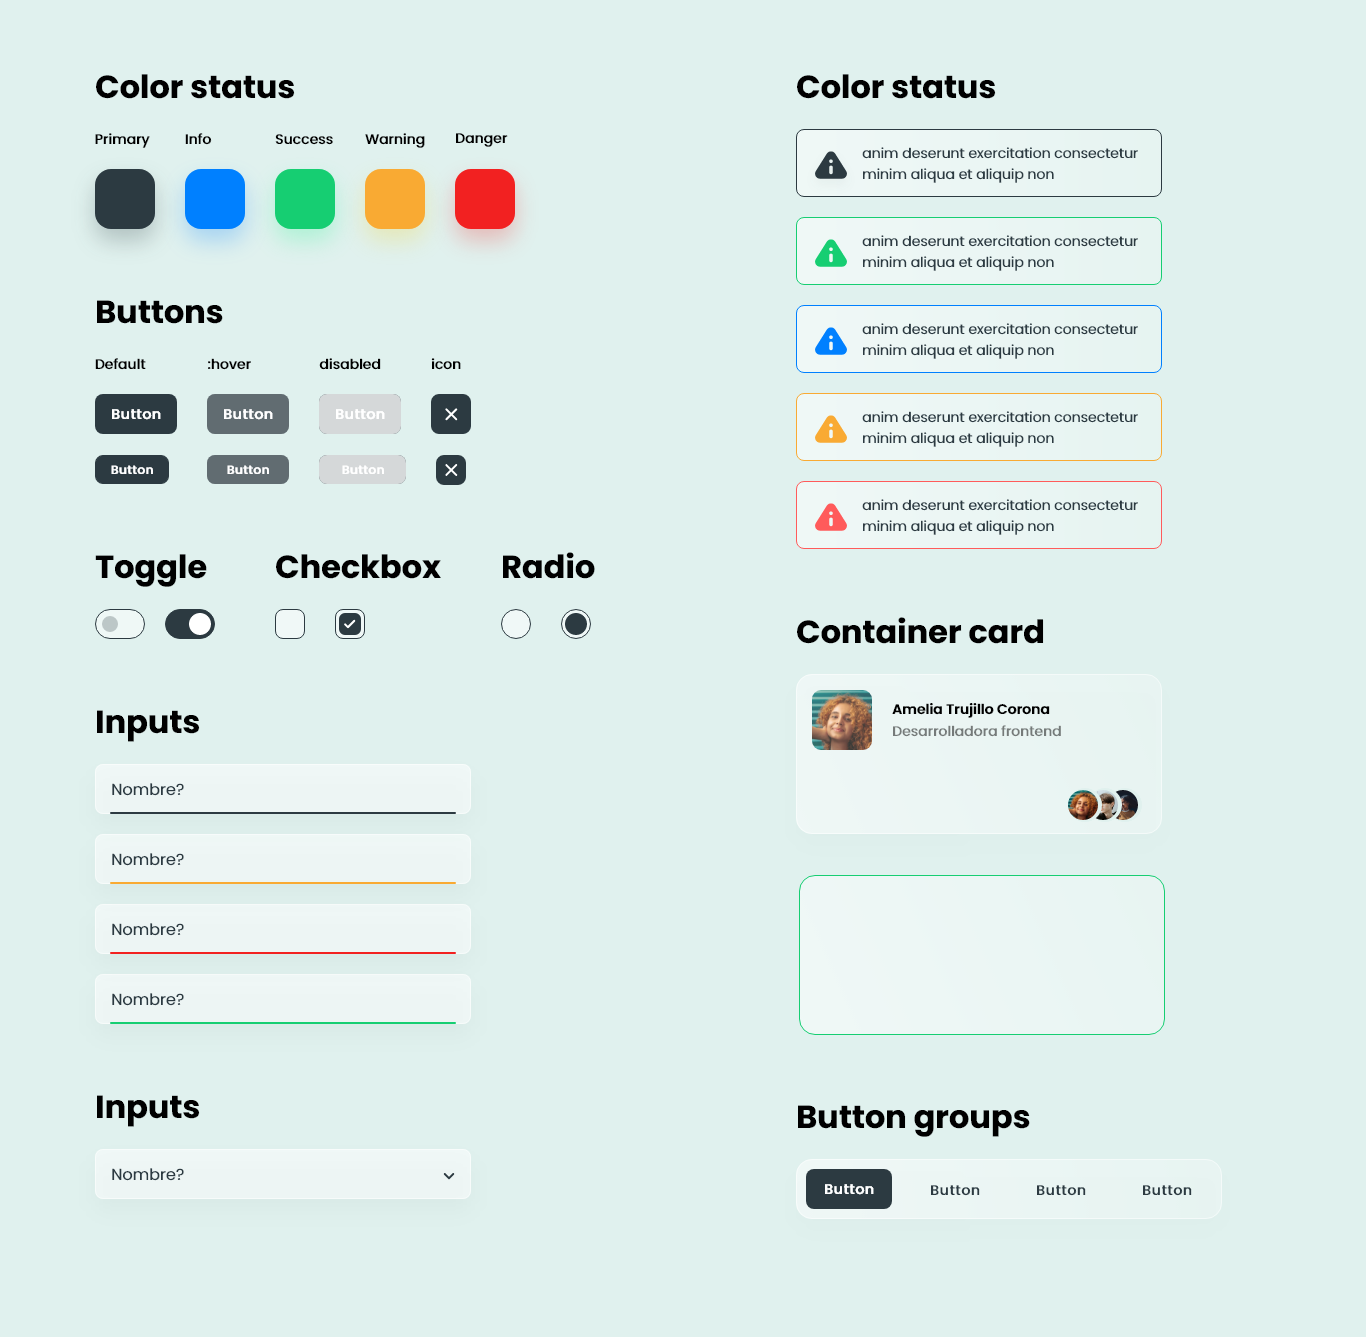 Color status
Primary Info Success Warning Danger
Buttons
Default :hover disabled icon
Button Button Button
Button Button Button
Toggle Checkbox Radio
Inputs
Nombre?
Nombre?
Nombre?
Nombre?
Inputs
Nombre?
Color status
anim deserunt exercitation consectetur
minim aliqua et aliquip non
anim deserunt exercitation consectetur
minim aliqua et aliquip non
anim deserunt exercitation consectetur
minim aliqua et aliquip non
anim deserunt exercitation consectetur
minim aliqua et aliquip non
anim deserunt exercitation consectetur
minim aliqua et aliquip non
Container card
Amelia Trujillo Corona
Desarrolladora frontend
Button groups
Button Button Button Button